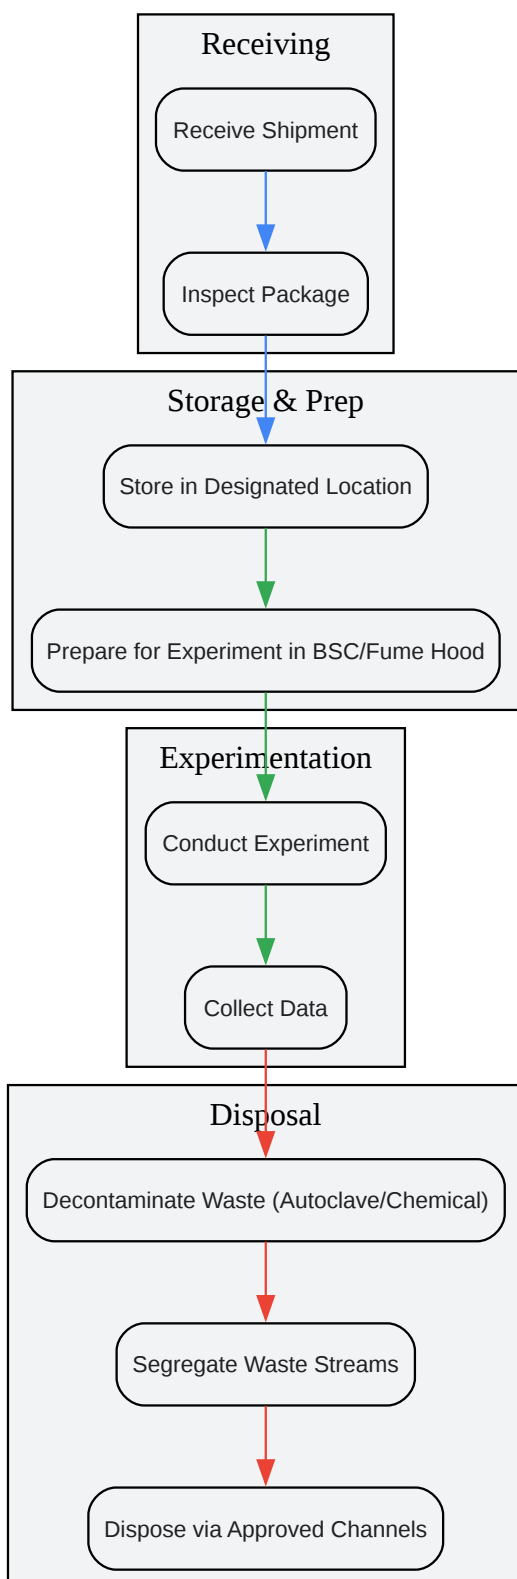 Receiving
Receive Shipment
Inspect Package
Storage & Prep
Store in Designated Location
Prepare for Experiment in BSC/Fume Hood
Experimentation
Conduct Experiment
Collect Data
Disposal
Decontaminate Waste (Autoclave/Chemical)
Segregate Waste Streams
Dispose via Approved Channels